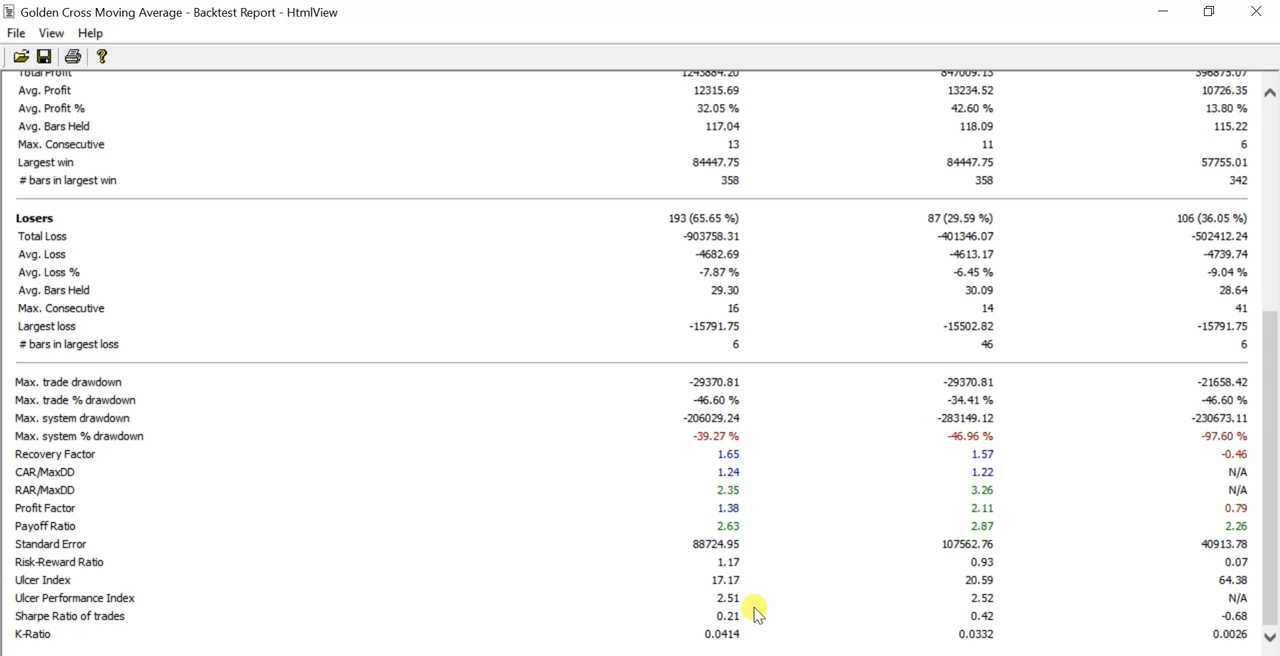 Golden Cross Moving Average - Backtest Report - HtmlView
File View Help
Total Profit 1243884.20 847009.13 396875.07
Avg. Profit 12315.69 13234.52 10726.35
Avg. Profit % 32.05 % 42.60 % 13.80 %
Avg. Bars Held 117.04 118.09 115.22
Max. Consecutive 13 11 6
Largest win 84447.75 84447.75 57755.01
# bars in largest win 358 358 342
Losers 193 (65.65 %) 87 (29.59 %) 106 (36.05 %)
Total Loss -903758.31 -401346.07 -502412.24
Avg. Loss -4682.69 -4613.17 -4739.74
Avg. Loss % -7.87 % -6.45 % -9.04 %
Avg. Bars Held 29.30 30.09 28.64
Max. Consecutive 16 14 41
Largest loss -15791.75 -15502.82 -15791.75
# bars in largest loss 6 46 6
Max. trade drawdown -29370.81 -29370.81 -21658.42
Max. trade % drawdown -46.60 % -34.41 % -46.60 %
Max. system drawdown -206029.24 -283149.12 -230673.11
Max. system % drawdown -39.27 % -46.96 % -97.60 %
Recovery Factor 1.65 1.57 -0.46
CAR/MaxDD 1.24 1.22 N/A
RAR/MaxDD 2.35 3.26 N/A
Profit Factor 1.38 2.11 0.79
Payoff Ratio 2.63 2.87 2.26
Standard Error 88724.95 107562.76 40913.78
Risk-Reward Ratio 1.17 0.93 0.07
Ulcer Index 17.17 20.59 64.38
Ulcer Performance Index 2.51 2.52 N/A
Sharpe Ratio of trades 0.21 0.42 -0.68
K-Ratio 0.0414 0.0332 0.0026